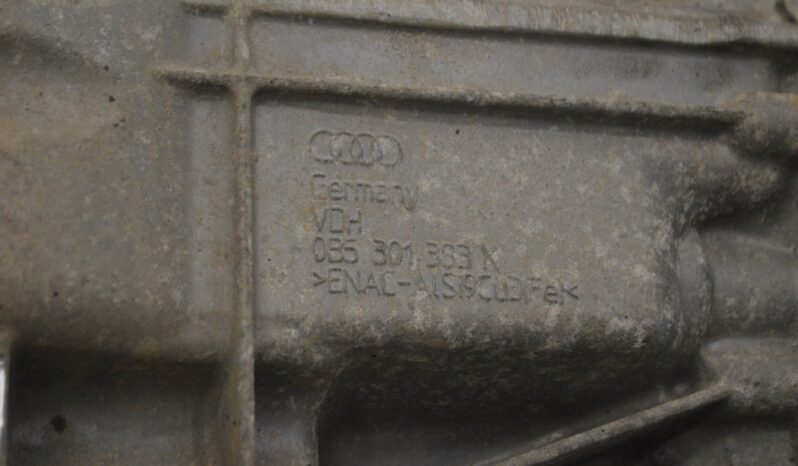 Germany
VDH
0B5 301 383 K
>ENAC-AlSi9Cu3(Fe)<